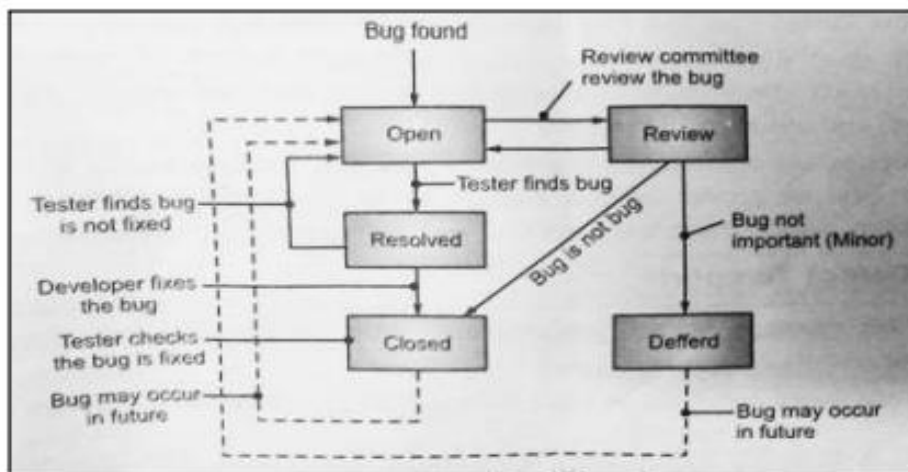 Bug found
Review committee
review the bug
Open
Review
Tester finds bug
Tester finds bug
is not fixed
Bug is not bug
Bug not
important (Minor)
Resolved
Developer fixes
the bug
Tester checks
the bug is fixed
Closed
Defferd
Bug may occur
in future
Bug may occur
in future